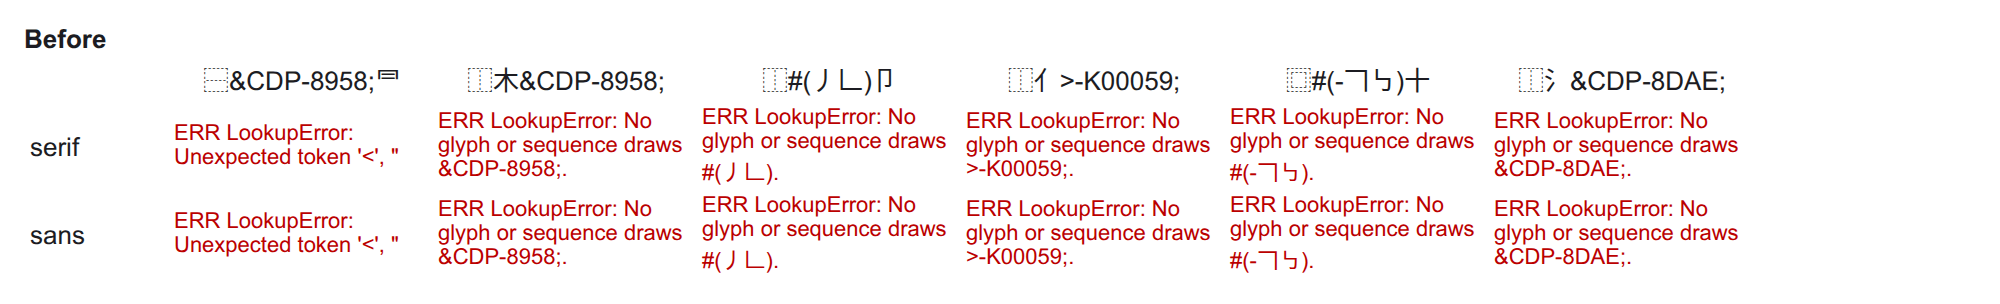 Before
⿱&CDP-8958;⺜ ⿰木&CDP-8958; ⿰#(丿乚)卩 ⿰亻>-K00059; ⿴#(-乛㇉)十 ⿰氵&CDP-8DAE;
serif
ERR LookupError:
Unexpected token '<', "
ERR LookupError: No
glyph or sequence draws
&CDP-8958;.
ERR LookupError: No
glyph or sequence draws
#(丿乚).
ERR LookupError: No
glyph or sequence draws
>-K00059;.
ERR LookupError: No
glyph or sequence draws
#(-乛㇉).
ERR LookupError: No
glyph or sequence draws
&CDP-8DAE;.
sans
ERR LookupError:
Unexpected token '<', "
ERR LookupError: No
glyph or sequence draws
&CDP-8958;.
ERR LookupError: No
glyph or sequence draws
#(丿乚).
ERR LookupError: No
glyph or sequence draws
>-K00059;.
ERR LookupError: No
glyph or sequence draws
#(-乛㇉).
ERR LookupError: No
glyph or sequence draws
&CDP-8DAE;.